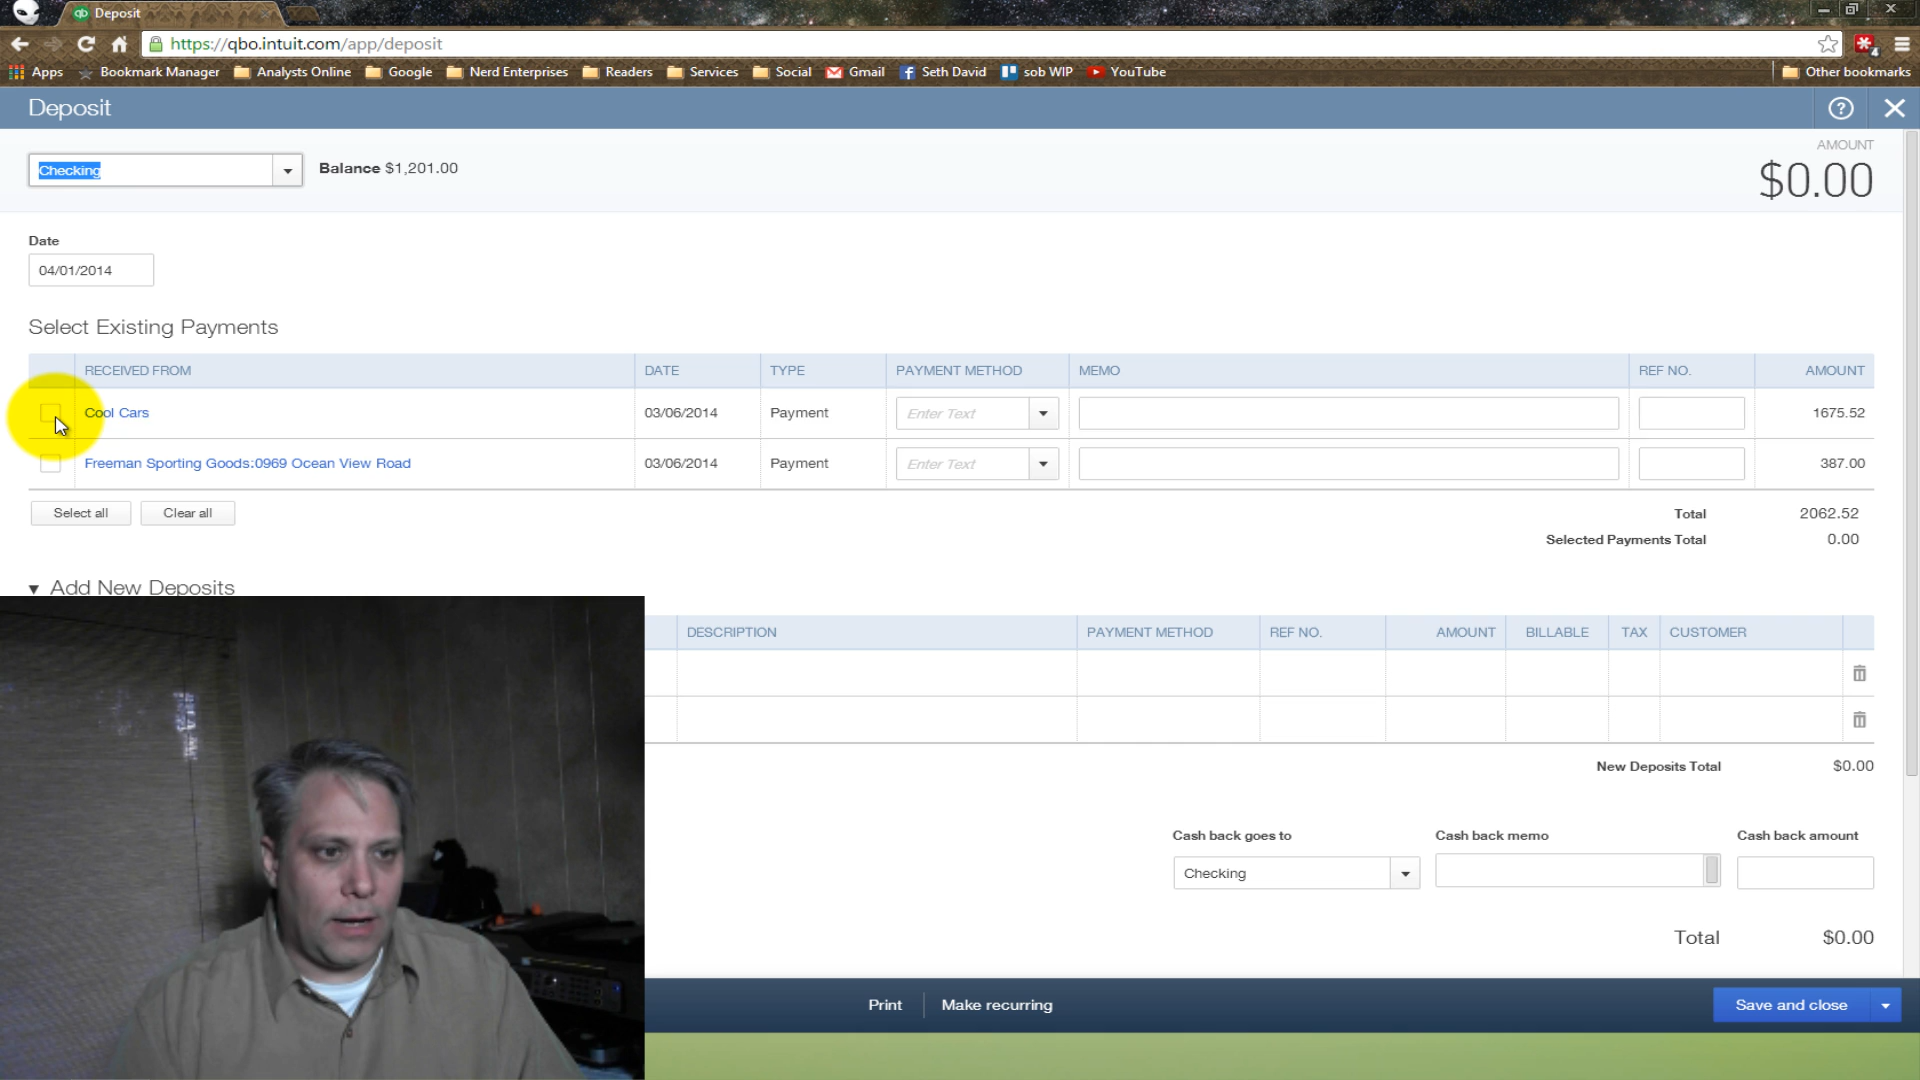 Deposit
https://qbo.intuit.com/app/deposit
4
Apps Bookmark Manager Analysts Online Google Nerd Enterprises Readers Services Social Gmail Seth David sob WIP YouTube Other bookmarks
Deposit
?
Checking Balance $1,201.00
AMOUNT
$0.00
Date
04/01/2014
Select Existing Payments
RECEIVED FROM DATE TYPE PAYMENT METHOD MEMO REF NO. AMOUNT
Cool Cars 03/06/2014 Payment Enter Text 1675.52
Freeman Sporting Goods:0969 Ocean View Road 03/06/2014 Payment Enter Text 387.00
Select all Clear all Total 2062.52
Selected Payments Total 0.00
Add New Deposits
DESCRIPTION PAYMENT METHOD REF NO. AMOUNT BILLABLE TAX CUSTOMER
New Deposits Total $0.00
Cash back goes to Cash back memo Cash back amount
Checking
Total $0.00
Print Make recurring Save and close